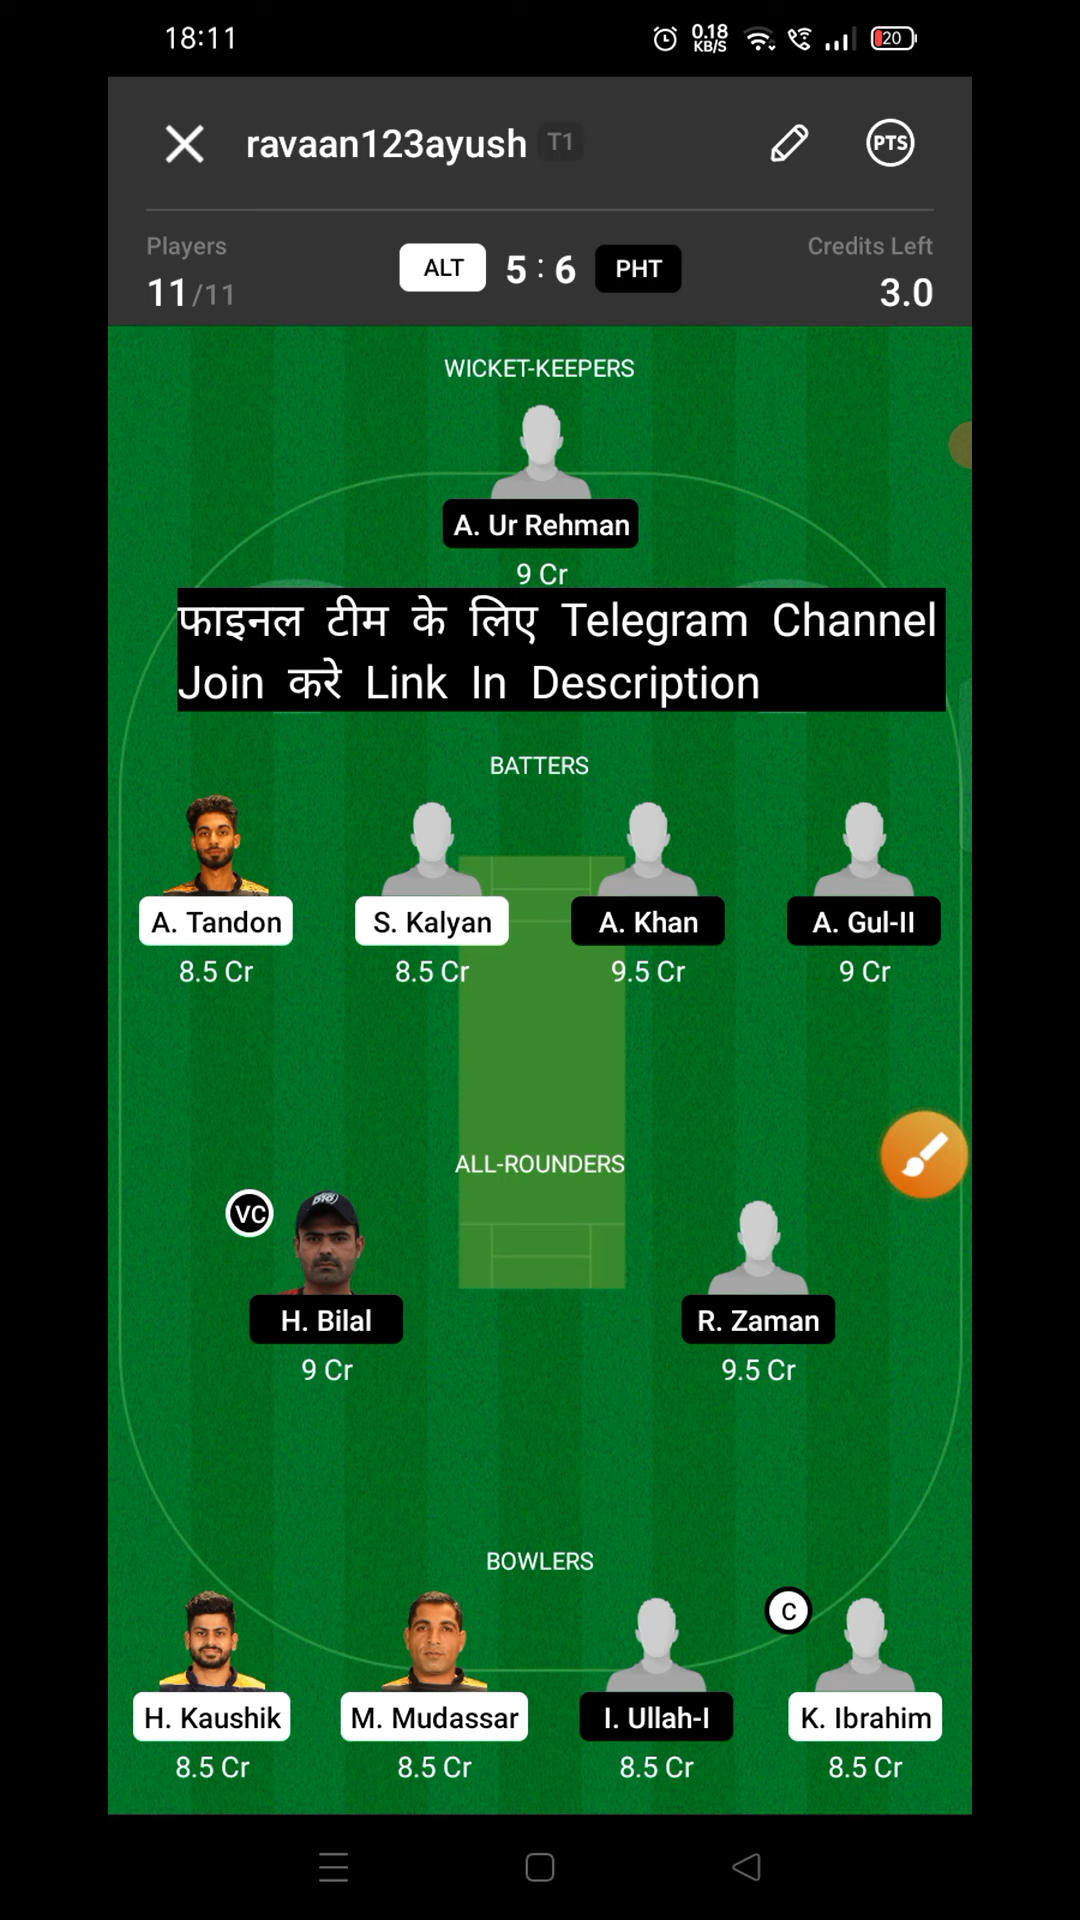 18:11
0.18
KB/S
20
ravaan123ayush T1
PTS
Players
Credits Left
ALT 5 : 6 PHT
11/11
3.0
WICKET-KEEPERS
A. Ur Rehman
9 Cr
फाइनल टीम के लिए Telegram Channel
Join करे Link In Description
BATTERS
A. Tandon S. Kalyan A. Khan A. Gul-II
8.5 Cr 8.5 Cr 9.5 Cr 9 Cr
ALL-ROUNDERS
VC
H. Bilal R. Zaman
9 Cr 9.5 Cr
BOWLERS
C
H. Kaushik M. Mudassar I. Ullah-I K. Ibrahim
8.5 Cr 8.5 Cr 8.5 Cr 8.5 Cr